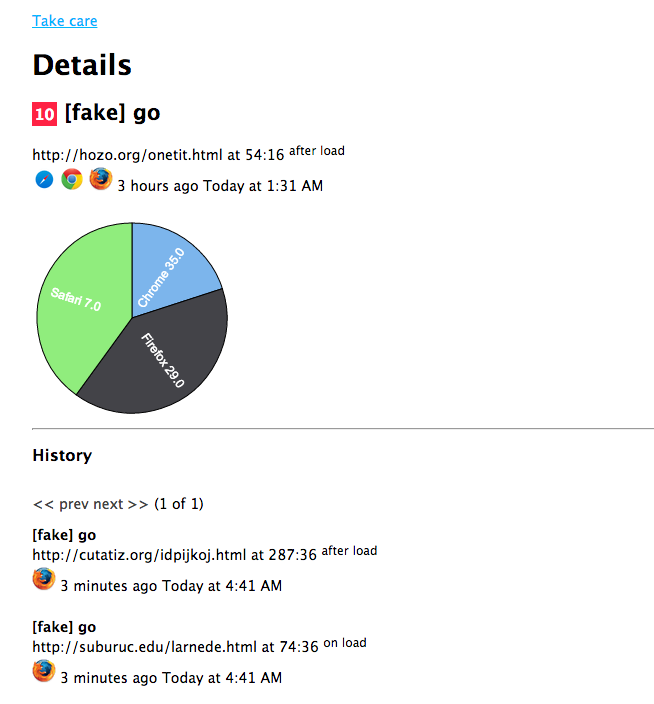 Take care
Details
10 [fake] go
http://hozo.org/onetit.html at 54:16 after load
3 hours ago Today at 1:31 AM
Chrome 35.0
Safari 7.0
Firefox 29.0
History
<< prev next >> (1 of 1)
[fake] go
http://cutatiz.org/idpijkoj.html at 287:36 after load
3 minutes ago Today at 4:41 AM
[fake] go
http://suburuc.edu/larnede.html at 74:36 on load
3 minutes ago Today at 4:41 AM